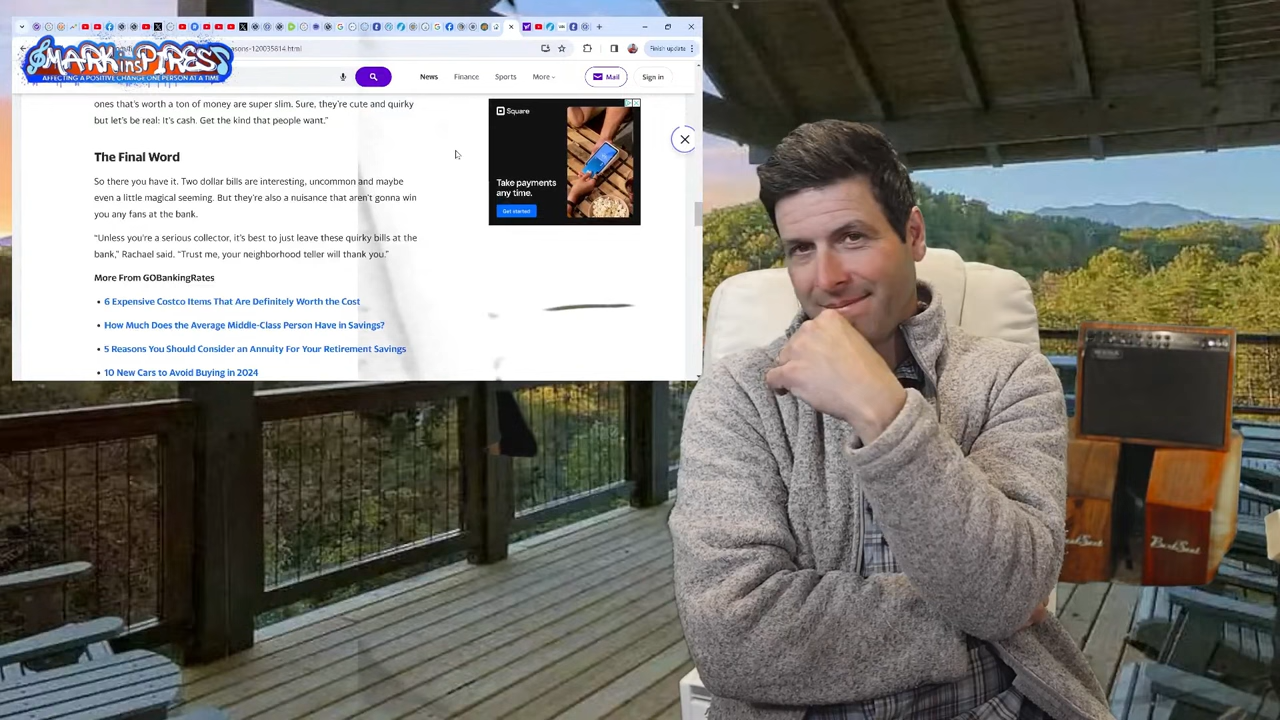 Finish update
MARK insPIRES
AFFECTING A POSITIVE CHANGE ONE PERSON AT A TIME
asons-120035614.html
News Finance Sports More Mail Sign in
ones that's worth a ton of money are super slim. Sure, they're cute and quirky
but let's be real: It's cash. Get the kind that people want."
Square
Take payments
any time.
Get started
The Final Word
So there you have it. Two dollar bills are interesting, uncommon and maybe
even a little magical seeming. But they're also a nuisance that aren't gonna win
you any fans at the bank.
"Unless you're a serious collector, it's best to just leave these quirky bills at the
bank," Rachael said. "Trust me, your neighborhood teller will thank you."
More From GOBankingRates
6 Expensive Costco Items That Are Definitely Worth the Cost
How Much Does the Average Middle-Class Person Have in Savings?
5 Reasons You Should Consider an Annuity For Your Retirement Savings
10 New Cars to Avoid Buying in 2024